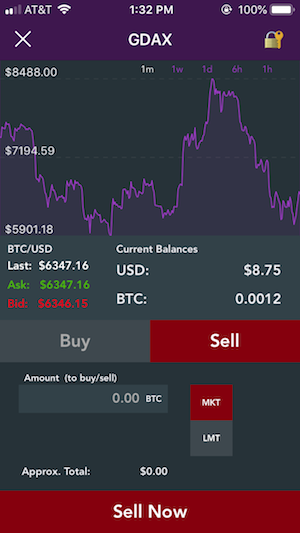 AT&T 1:32 PM 100%
GDAX
$8488.00 1m 1w 1d 6h 1h
$7194.59
$5901.18
BTC/USD Current Balances
Last: $6347.16
Ask: $6347.16 USD: $8.75
Bid: $6346.15 BTC: 0.0012
Buy Sell
Amount (to buy/sell)
0.00 BTC MKT
LMT
Approx. Total: $0.00
Sell Now